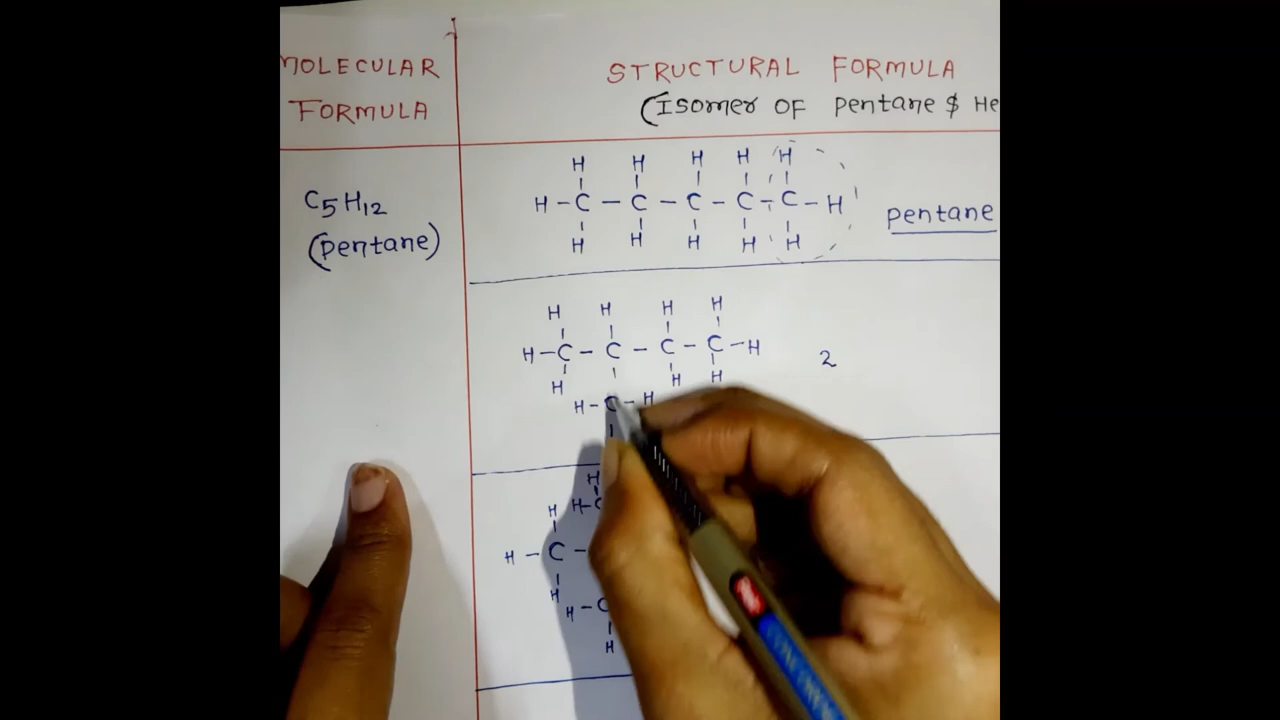 MOLECULAR
FORMULA
STRUCTURAL FORMULA
(Isomer OF Pentane $ He
C5H12
(Pentane)
H H H H H
H-C-C-C-C-C-H
H H H H H
Pentane
H H H H
H-C-C-C-C-H
H H H
H-C-H
2
H
H-C
H
H-C-
H
H-C
H